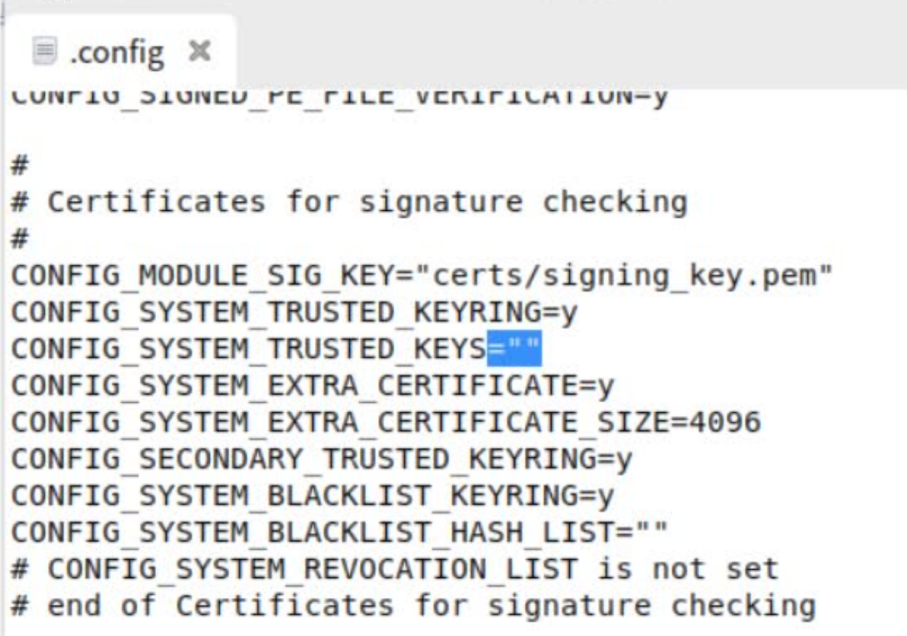 .config
CONFIG_SIGNED_PE_FILE_VERIFICATION=y
#
# Certificates for signature checking
#
CONFIG_MODULE_SIG_KEY="certs/signing_key.pem"
CONFIG_SYSTEM_TRUSTED_KEYRING=y
CONFIG_SYSTEM_TRUSTED_KEYS=""
CONFIG_SYSTEM_EXTRA_CERTIFICATE=y
CONFIG_SYSTEM_EXTRA_CERTIFICATE_SIZE=4096
CONFIG_SECONDARY_TRUSTED_KEYRING=y
CONFIG_SYSTEM_BLACKLIST_KEYRING=y
CONFIG_SYSTEM_BLACKLIST_HASH_LIST=""
# CONFIG_SYSTEM_REVOCATION_LIST is not set
# end of Certificates for signature checking